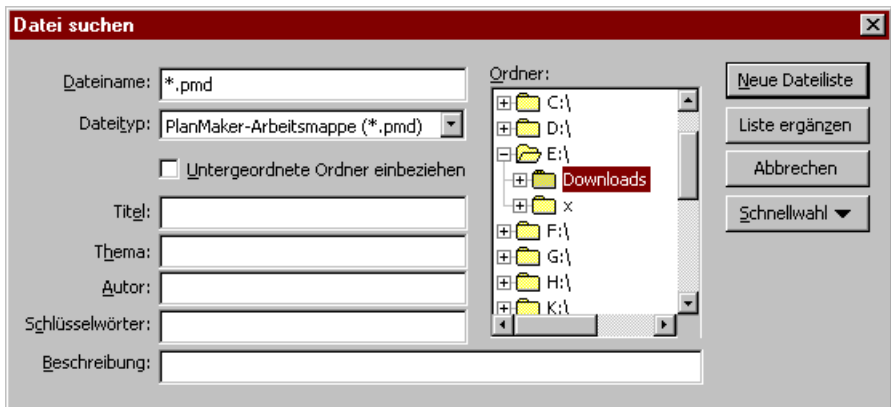 Datei suchen
Dateiname: *.pmd
Dateityp: PlanMaker-Arbeitsmappe (*.pmd)
Untergeordnete Ordner einbeziehen
Titel:
Thema:
Autor:
Schlüsselwörter:
Beschreibung:
Ordner:
C:\
D:\
E:\
Downloads
x
F:\
G:\
H:\
K:\
Neue Dateiliste
Liste ergänzen
Abbrechen
Schnellwahl